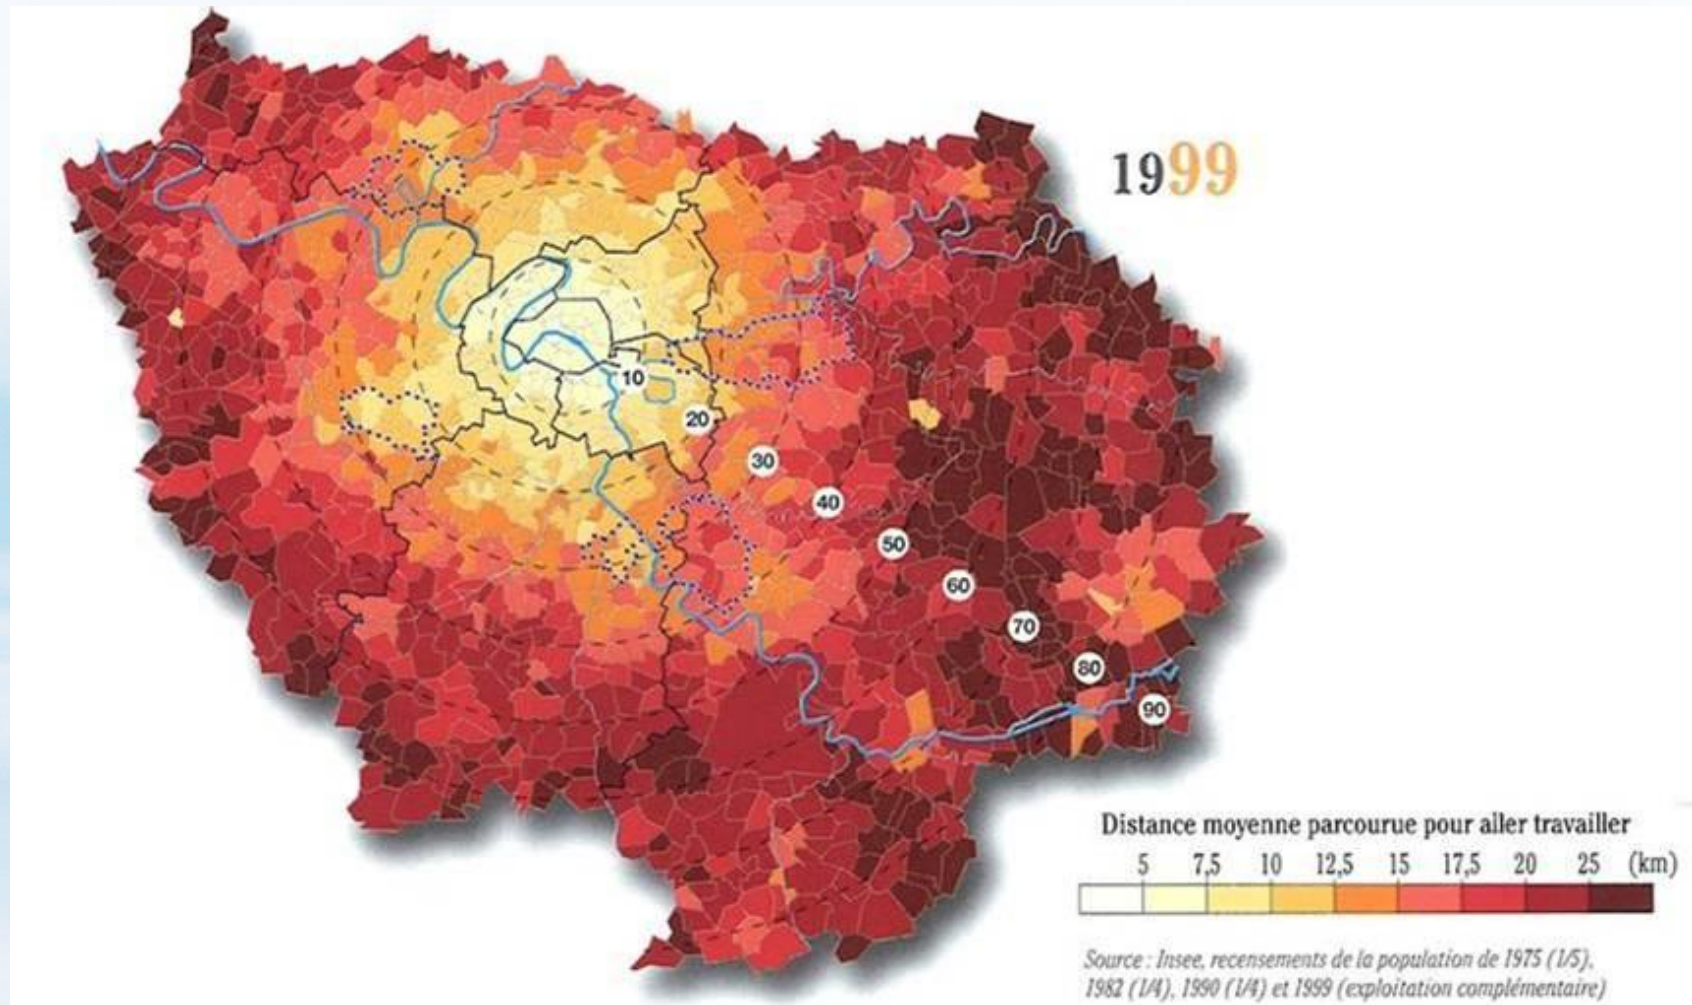 1999
10
20
30
40
50
60
70
80
90
Distance moyenne parcourue pour aller travailler
5 7,5 10 12,5 15 17,5 20 25 (km)
Source : Insee, recensements de la population de 1975 (1/5),
1982 (1/4), 1990 (1/4) et 1999 (exploitation complémentaire)